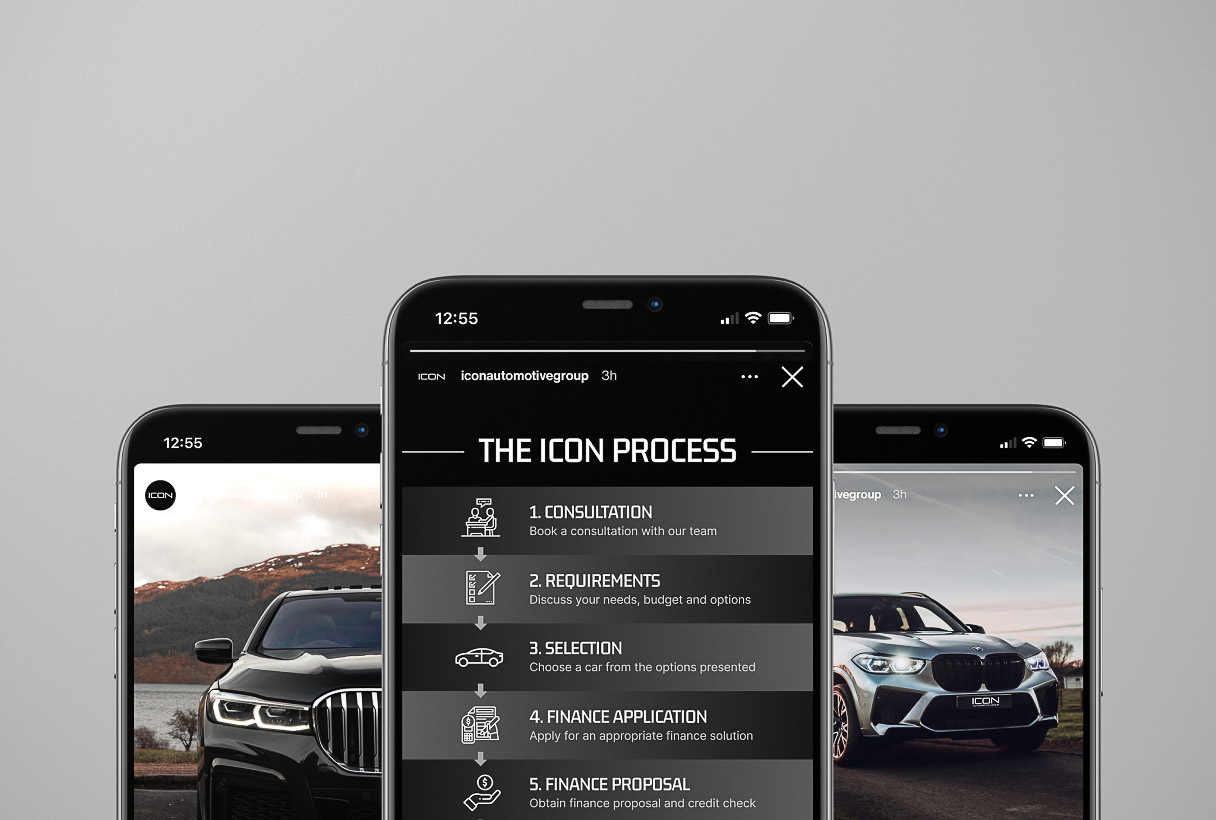 12:55
ICON iconautomotivegroup 3h
THE ICON PROCESS
1. CONSULTATION
Book a consultation with our team
2. REQUIREMENTS
Discuss your needs, budget and options
3. SELECTION
Choose a car from the options presented
4. FINANCE APPLICATION
Apply for an appropriate finance solution
5. FINANCE PROPOSAL
Obtain finance proposal and credit check
12:55
ICON
3h
ivegroup 3h
ICON